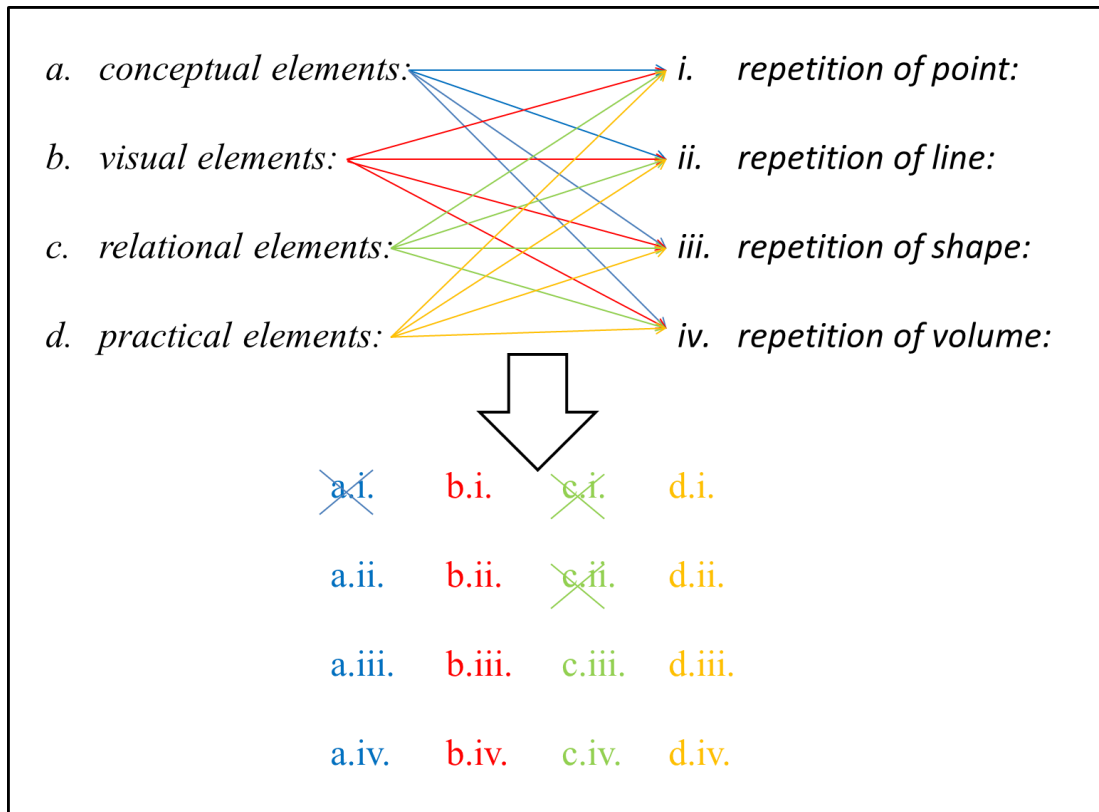 a. conceptual elements: i. repetition of point:
b. visual elements: ii. repetition of line:
c. relational elements: iii. repetition of shape:
d. practical elements: iv. repetition of volume:
a.i. b.i. c.i. d.i.
a.ii. b.ii. c.ii. d.ii.
a.iii. b.iii. c.iii. d.iii.
a.iv. b.iv. c.iv. d.iv.